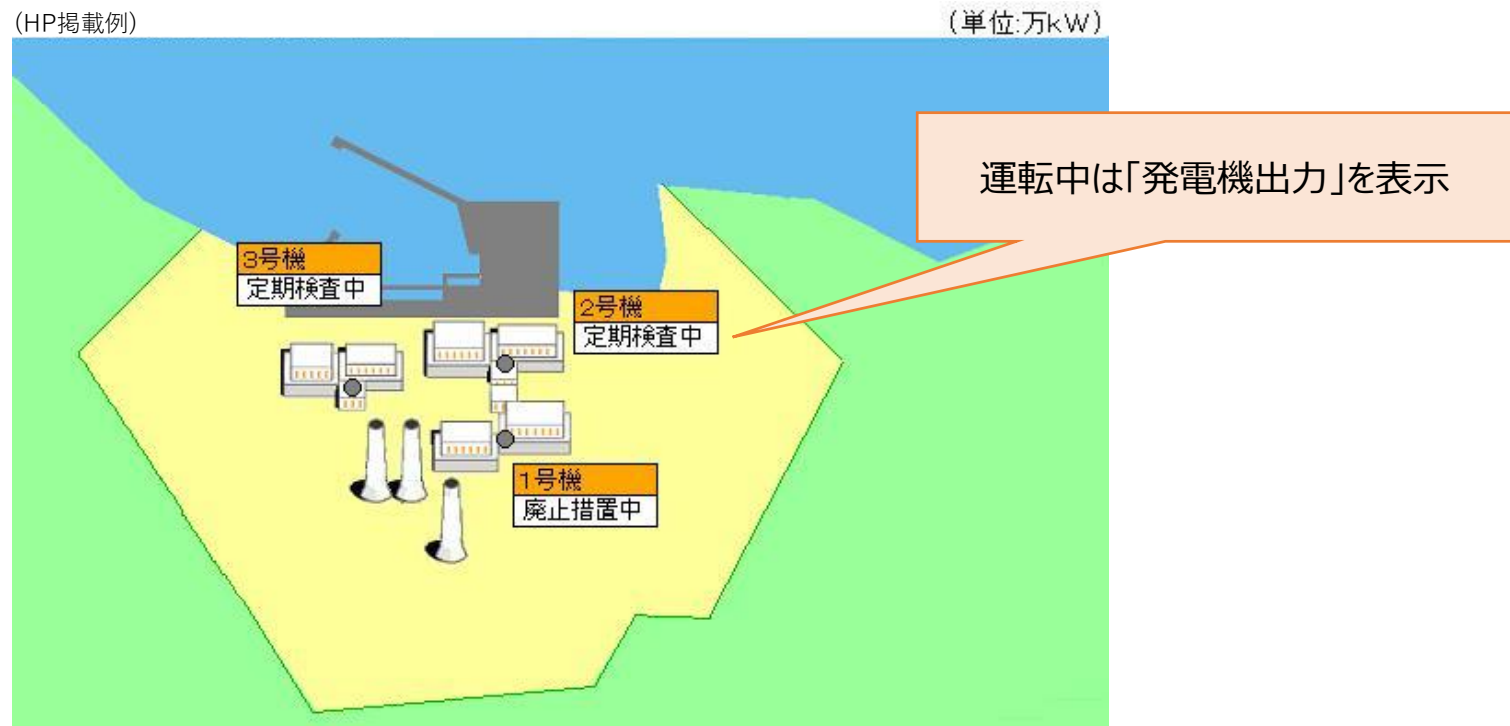 (HP掲載例)
(単位:万kW)
運転中は「発電機出力」を表示
3号機
定期検査中
2号機
定期検査中
1号機
廃止措置中